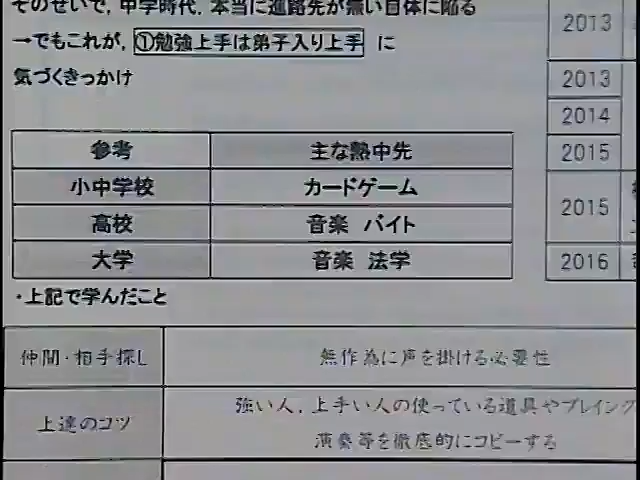 そのせいで，中学時代，本当に進路先が無い自体に陥る
→でもこれが，①勉強上手は弟子入り上手 に
気づくきっかけ
参考 主な熱中先
小中学校 カードゲーム
高校 音楽 バイト
大学 音楽 法学
・上記で学んだこと
仲間・相手探し 無作為に声を掛ける必要性
上達のコツ 強い人，上手い人の使っている道具やプレイング
演奏等を徹底的にコピーする
2013
2013
2014
2015
2015
2016